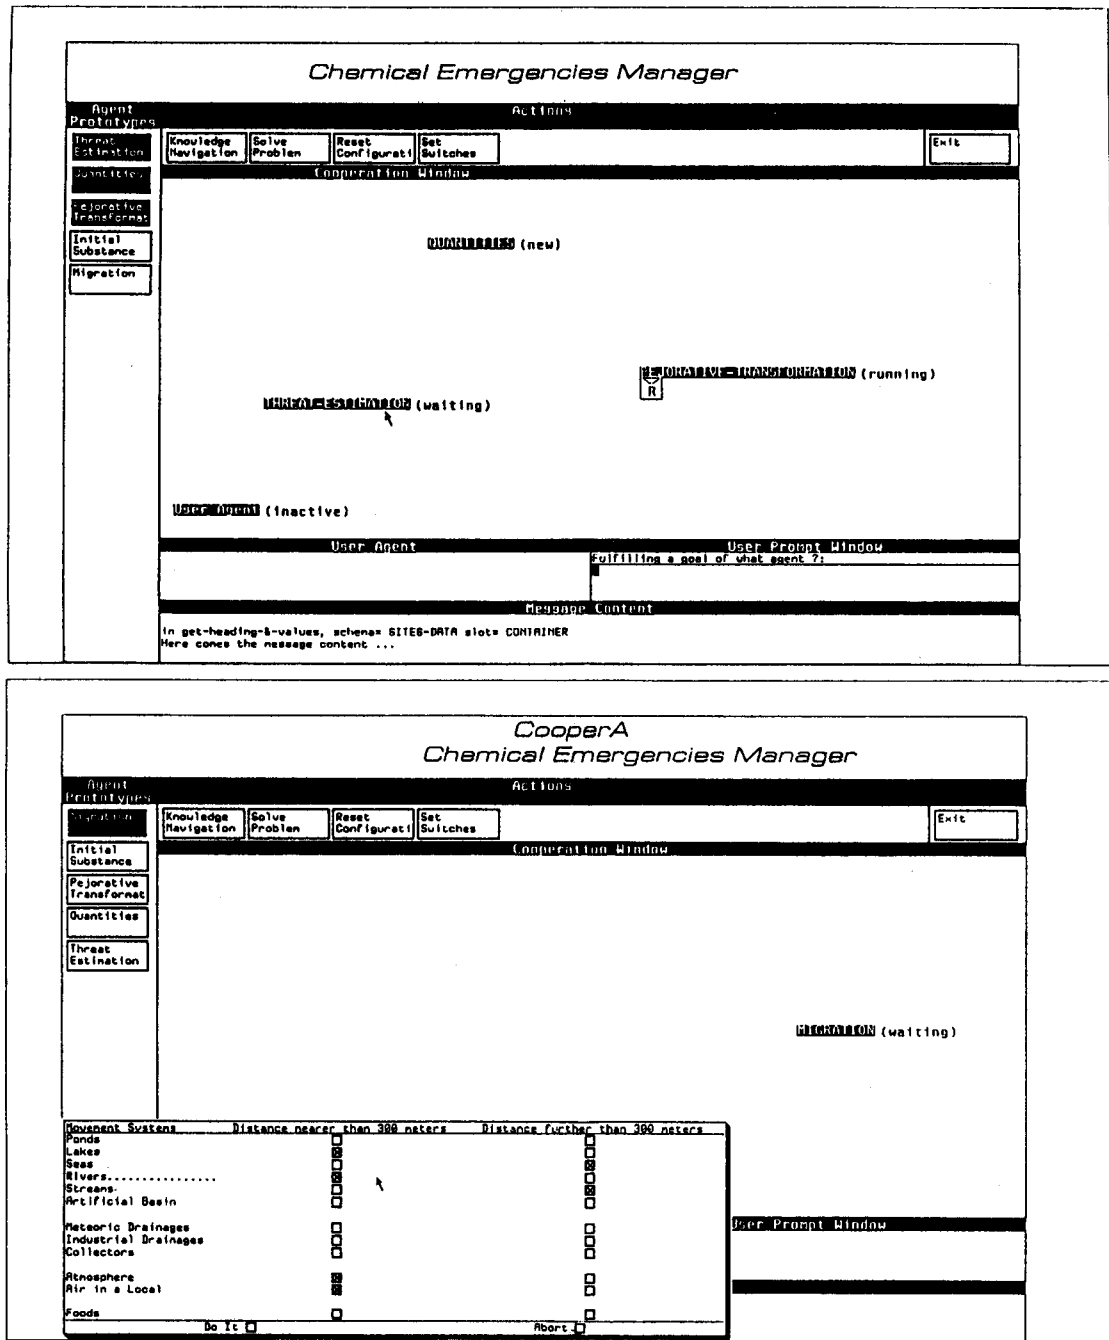 Chemical Emergencies Manager
Agent Prototypes
Actions
Threat Estimation
Knowledge Navigation
Solve Problem
Reset Configurati
Set Switches
Exit
Quantities
Cooperation Window
Pejorative Transformat
Initial Substance
Migration
QUANTITIES (new)
PEJORATIVE-TRANSFORMATION (running)
R
THREAT-ESTIMATION (waiting)
User Agent (inactive)
User Agent
User Prompt Window
Fulfilling a goal of what agent ?:
Message Content
in get-heading-&-values, schema= SITES-DATA slot= CONTAINER
Here comes the message content ...
CooperA
Chemical Emergencies Manager
Agent Prototypes
Actions
Migration
Knowledge Navigation
Solve Problem
Reset Configurati
Set Switches
Exit
Cooperation Window
Initial Substance
Pejorative Transformat
Quantities
Threat Estimation
MIGRATION (waiting)
Movement Systems Distance nearer than 300 meters Distance further than 300 meters
Ponds
Lakes
Seas
Rivers................
Streams
Artificial Basin
Meteoric Drainages
Industrial Drainages
Collectors
Atmosphere
Air in a Local
Foods
Do It Abort
User Prompt Window